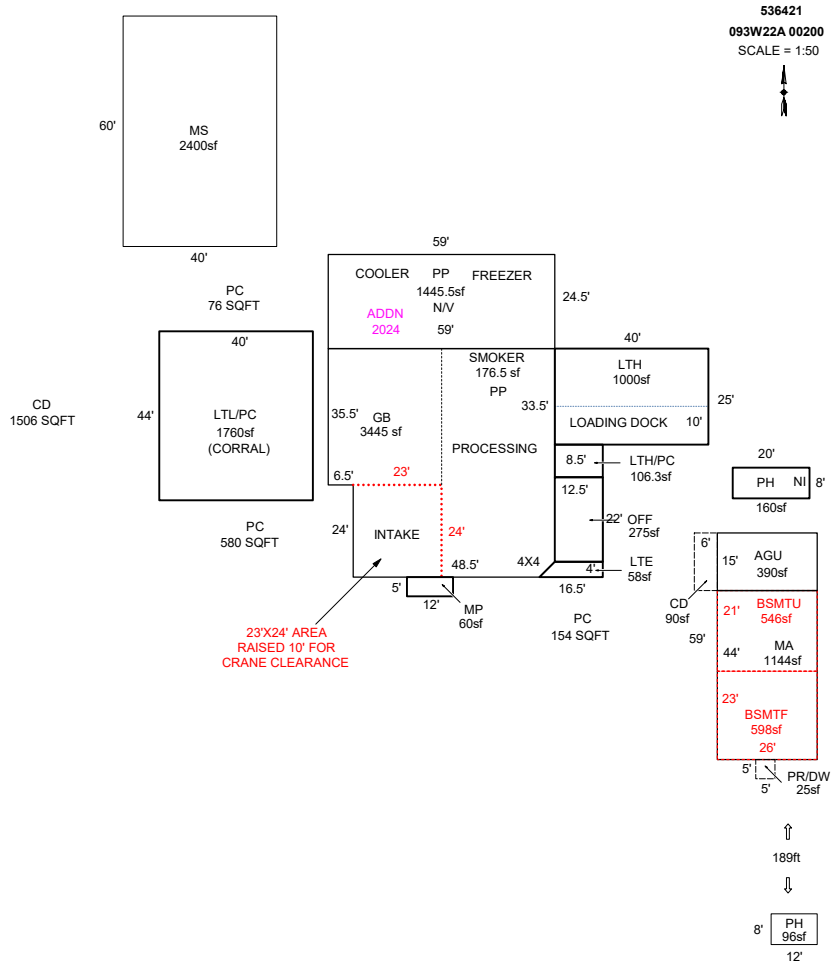 536421
093W22A 00200
SCALE = 1:50
60'
MS
2400sf
40'
59'
COOLER PP FREEZER
1445.5sf
N/V
ADDN
2024
59'
24.5'
PC
76 SQFT
40'
44'
LTL/PC
1760sf
(CORRAL)
CD
1506 SQFT
PC
580 SQFT
SMOKER
176.5 sf
PP
33.5'
35.5'
GB
3445 sf
PROCESSING
6.5'
23'
24'
INTAKE
24'
48.5'
4X4
5'
12'
MP
60sf
23'X24' AREA
RAISED 10' FOR
CRANE CLEARANCE
40'
LTH
1000sf
25'
LOADING DOCK
10'
8.5'
LTH/PC
106.3sf
12.5'
22'
OFF
275sf
4'
LTE
58sf
16.5'
PC
154 SQFT
20'
PH NI
8'
160sf
6'
15'
AGU
390sf
CD
90sf
59'
21'
BSMTU
546sf
44'
MA
1144sf
23'
BSMTF
598sf
26'
5'
5'
PR/DW
25sf
189ft
8'
PH
96sf
12'